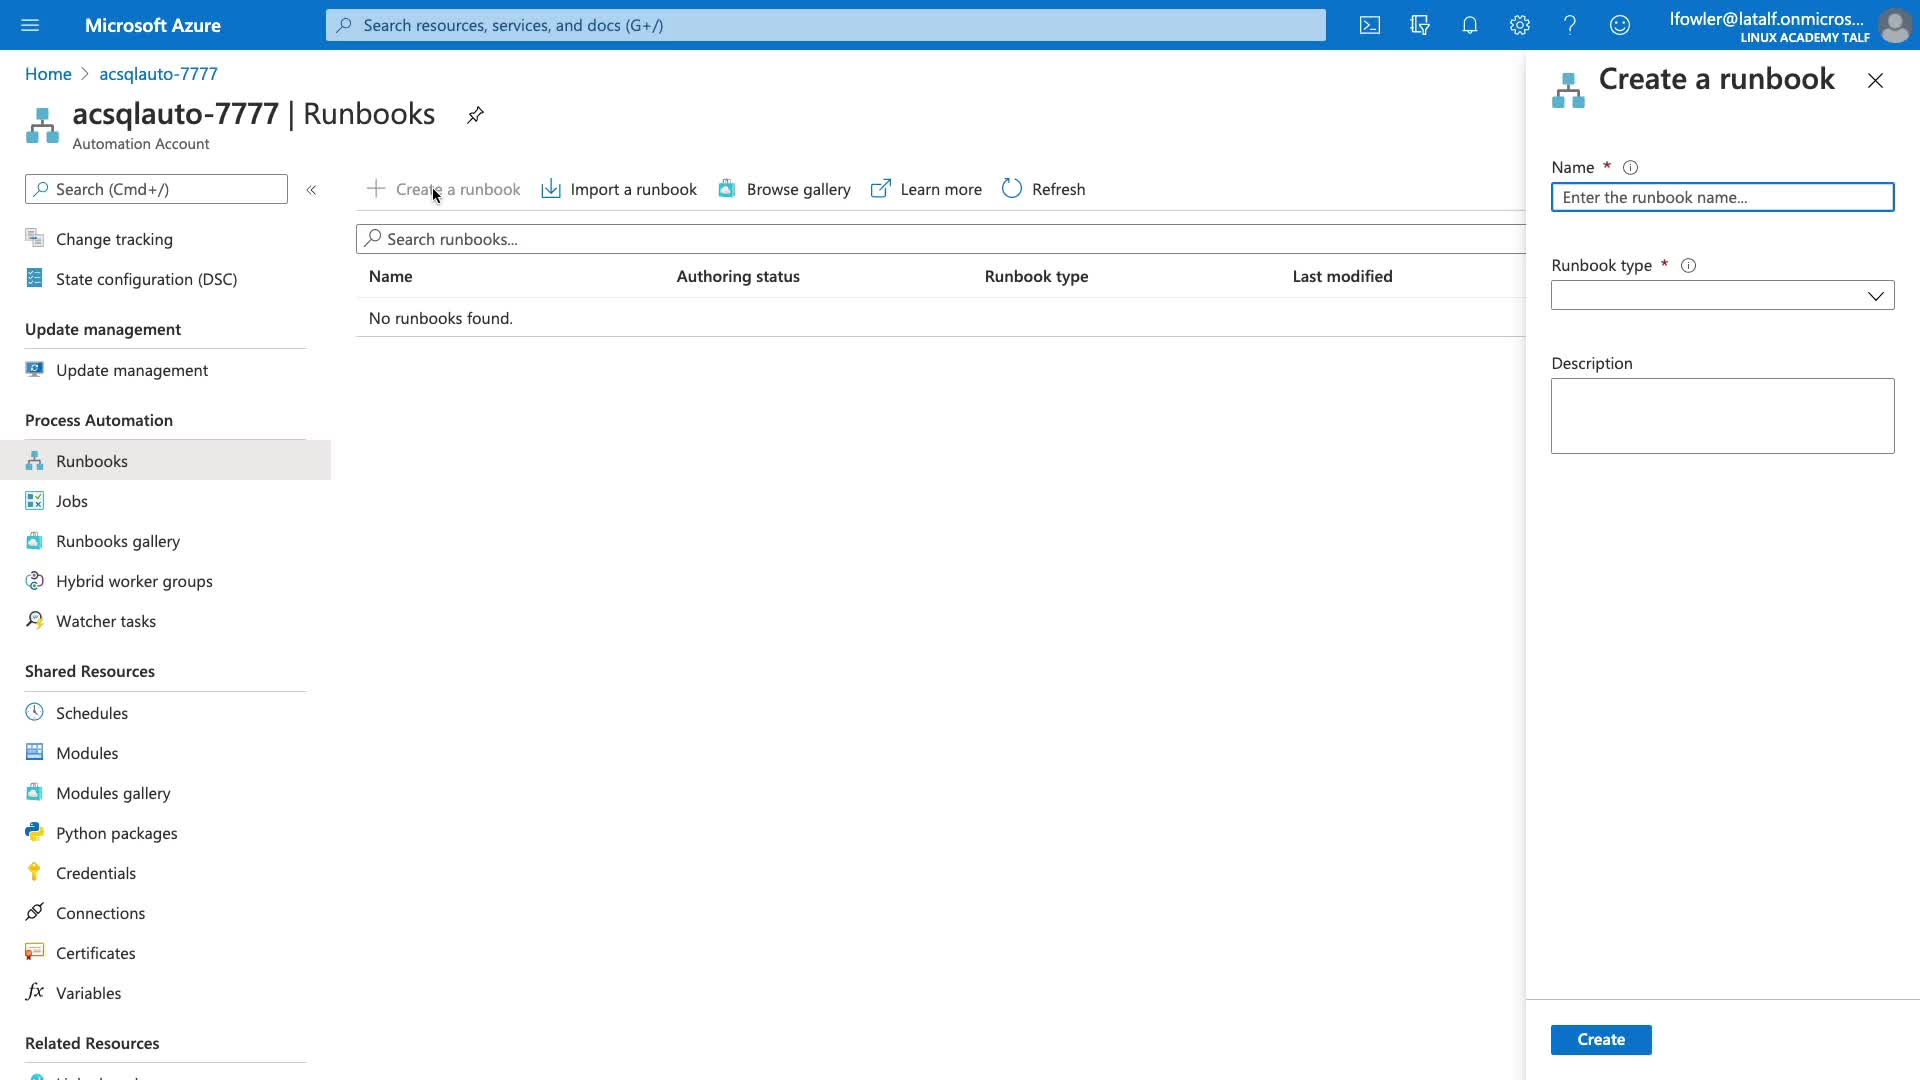 Microsoft Azure
Search resources, services, and docs (G+/)
lfowler@latalf.onmicros...
LINUX ACADEMY TALF
Home > acsqlauto-7777
acsqlauto-7777 | Runbooks
Automation Account
Search (Cmd+/)
«
Change tracking
State configuration (DSC)
Update management
Update management
Process Automation
Runbooks
Jobs
Runbooks gallery
Hybrid worker groups
Watcher tasks
Shared Resources
Schedules
Modules
Modules gallery
Python packages
Credentials
Connections
Certificates
fx Variables
Related Resources
Create a runbook Import a runbook Browse gallery Learn more Refresh
Search runbooks...
Name Authoring status Runbook type Last modified
No runbooks found.
Create a runbook
Name *
Enter the runbook name...
Runbook type *
Description
Create